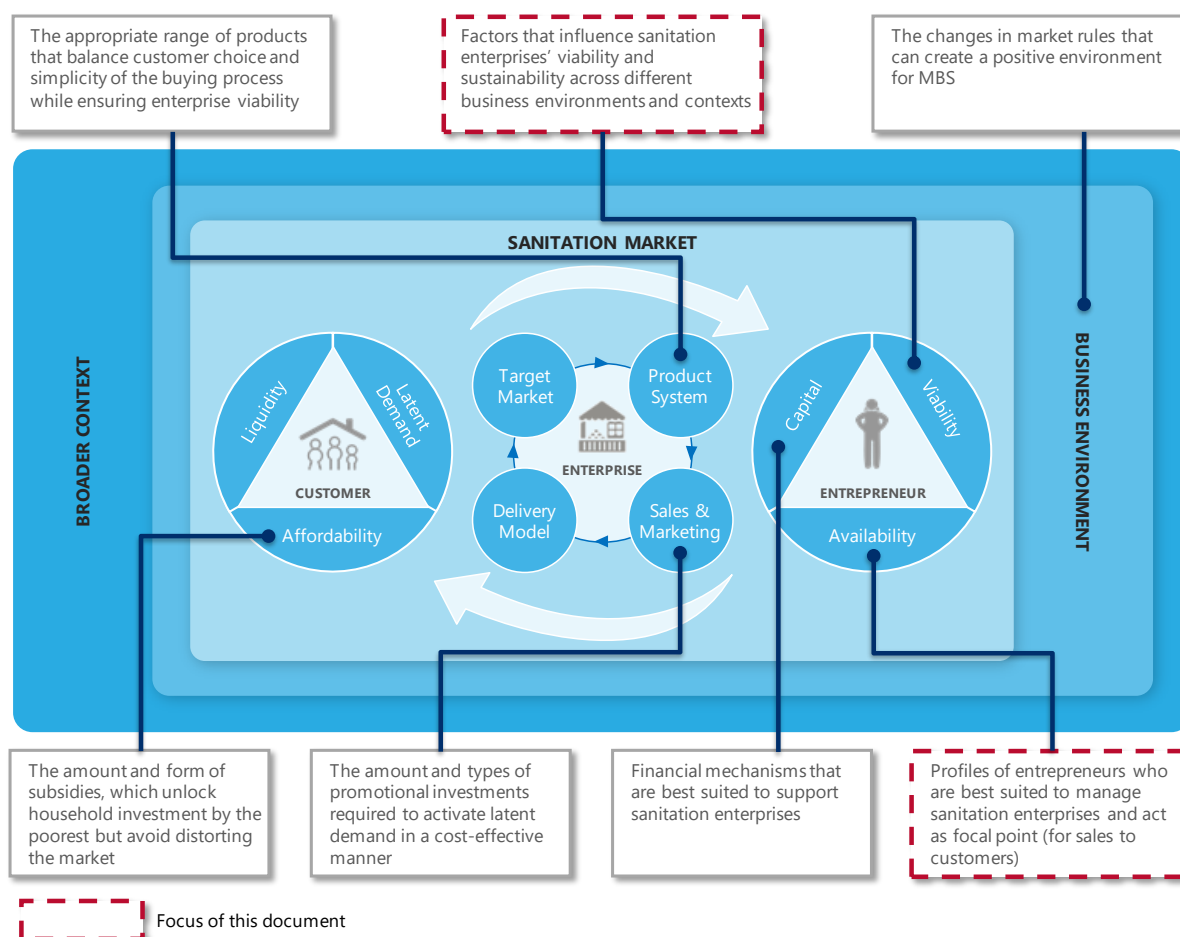 The appropriate range of products
that balance customer choice and
simplicity of the buying process
while ensuring enterprise viability
Factors that influence sanitation
enterprises' viability and
sustainability across different
business environments and contexts
The changes in market rules that
can create a positive environment
for MBS
BROADER CONTEXT
SANITATION MARKET
BUSINESS ENVIRONMENT
Liquidity
Latent
Demand
CUSTOMER
Affordability
Target
Market
Product
System
ENTERPRISE
Delivery
Model
Sales &
Marketing
Capital
Viability
ENTREPRENEUR
Availability
The amount and form of
subsidies, which unlock
household investment by the
poorest but avoid distorting
the market
The amount and types of
promotional investments
required to activate latent
demand in a cost-effective
manner
Financial mechanisms that
are best suited to support
sanitation enterprises
Profiles of entrepreneurs who
are best suited to manage
sanitation enterprises and act
as focal point (for sales to
customers)
Focus of this document